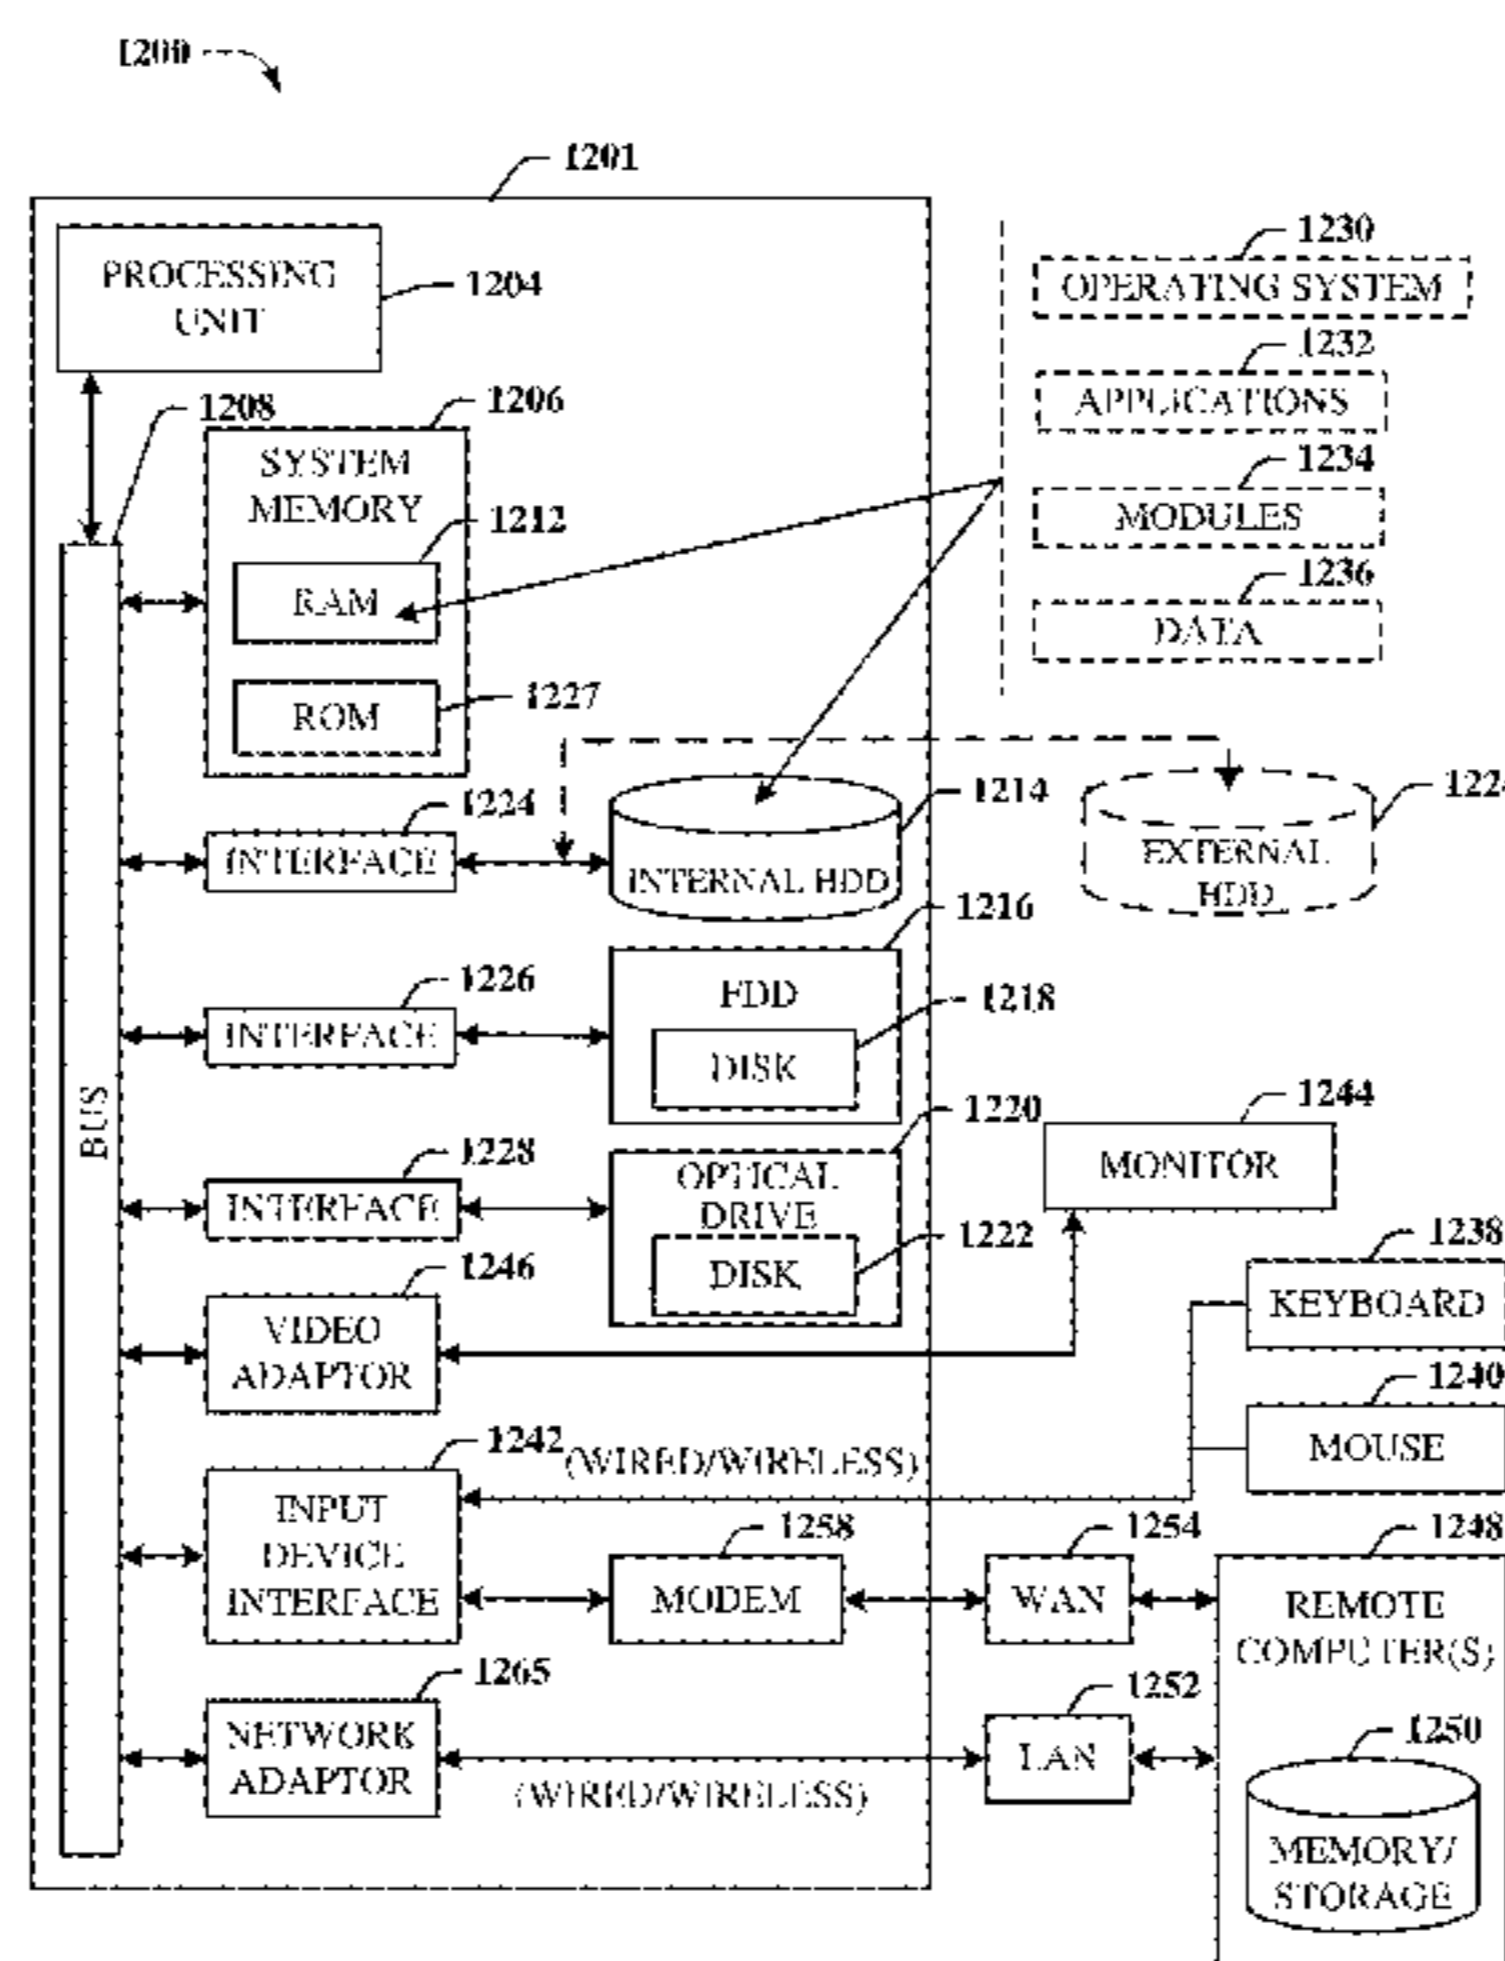 1200
1201
PROCESSING
UNIT
1204
1208
1206
SYSTEM
MEMORY
1212
RAM
1227
ROM
1230
OPERATING SYSTEM
1232
APPLICATIONS
1234
MODULES
1236
DATA
1224
INTERFACE
1214
INTERNAL HDD
EXTERNAL
HDD
1226
INTERFACE
1216
FDD
1218
DISK
BUS
1228
INTERFACE
1220
OPTICAL
DRIVE
1222
DISK
1244
MONITOR
1246
VIDEO
ADAPTOR
1238
KEYBOARD
1240
MOUSE
1242
(WIRED/WIRELESS)
INPUT
DEVICE
INTERFACE
1258
MODEM
1254
WAN
1248
REMOTE
COMPUTER(S)
1265
NETWORK
ADAPTOR
(WIRED/WIRELESS)
1252
LAN
1250
MEMORY/
STORAGE